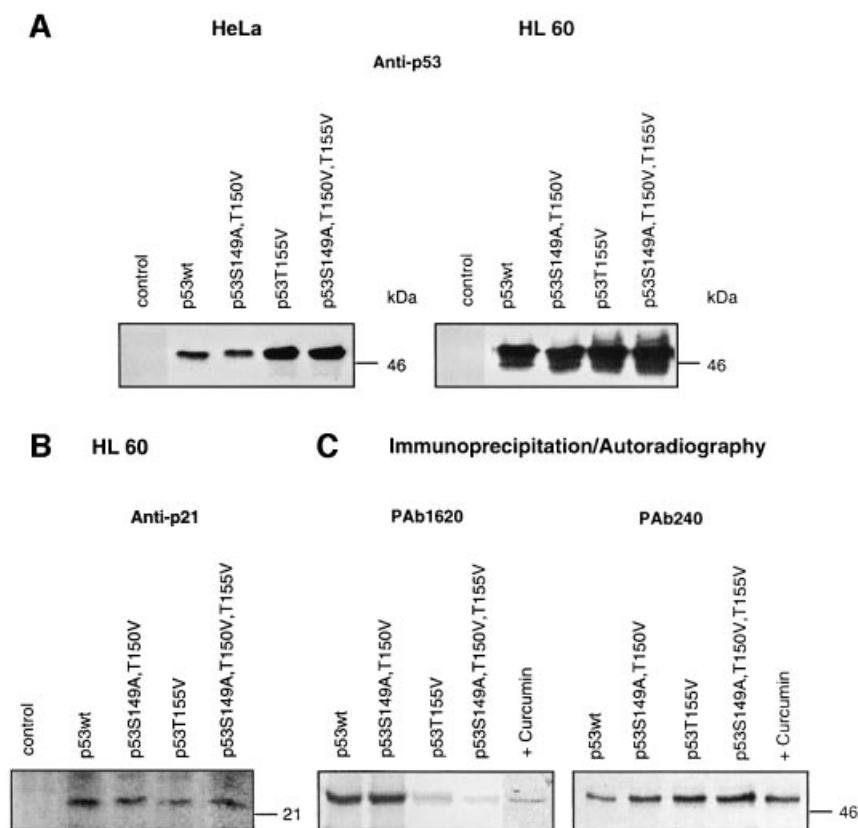 A
HeLa
HL 60
Anti-p53
control
p53wt
p53S149A,T150V
p53T155V
p53S149A,T150V,T155V
kDa
46
control
p53wt
p53S149A,T150V
p53T155V
p53S149A,T150V,T155V
kDa
46
B
HL 60
Anti-p21
control
p53wt
p53S149A,T150V
p53T155V
p53S149A,T150V,T155V
21
C
Immunoprecipitation/Autoradiography
PAb1620
p53wt
p53S149A,T150V
p53T155V
p53S149A,T150V,T155V
+ Curcumin
PAb240
p53wt
p53S149A,T150V
p53T155V
p53S149A,T150V,T155V
+ Curcumin
46